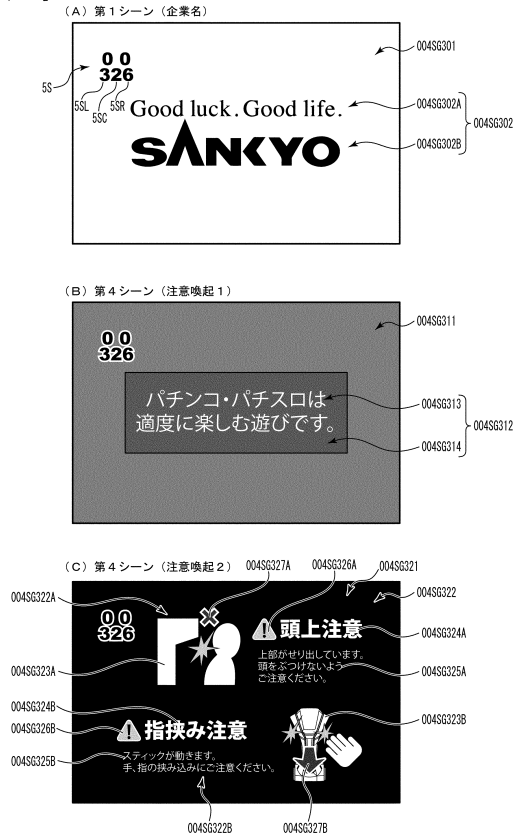 (A) 第1シーン (企業名)
004SG301
00
326
5S
5SL
5SC
5SR
Good luck. Good life.
SANKYO
004SG302A
004SG302
004SG302B
(B) 第4シーン (注意喚起1)
004SG311
00
326
パチンコ・パチスロは
適度に楽しむ遊びです。
004SG313
004SG312
004SG314
(C) 第4シーン (注意喚起2)
004SG327A
004SG326A
004SG321
004SG322A
004SG322
00
326
頭上注意
004SG324A
上部がせり出しています。
頭をぶつけないよう
ご注意ください。
004SG325A
004SG323A
004SG324B
004SG326B
指挟み注意
004SG323B
004SG325B
スティックが動きます。
手、指の挟み込みにご注意ください。
004SG322B
004SG327B